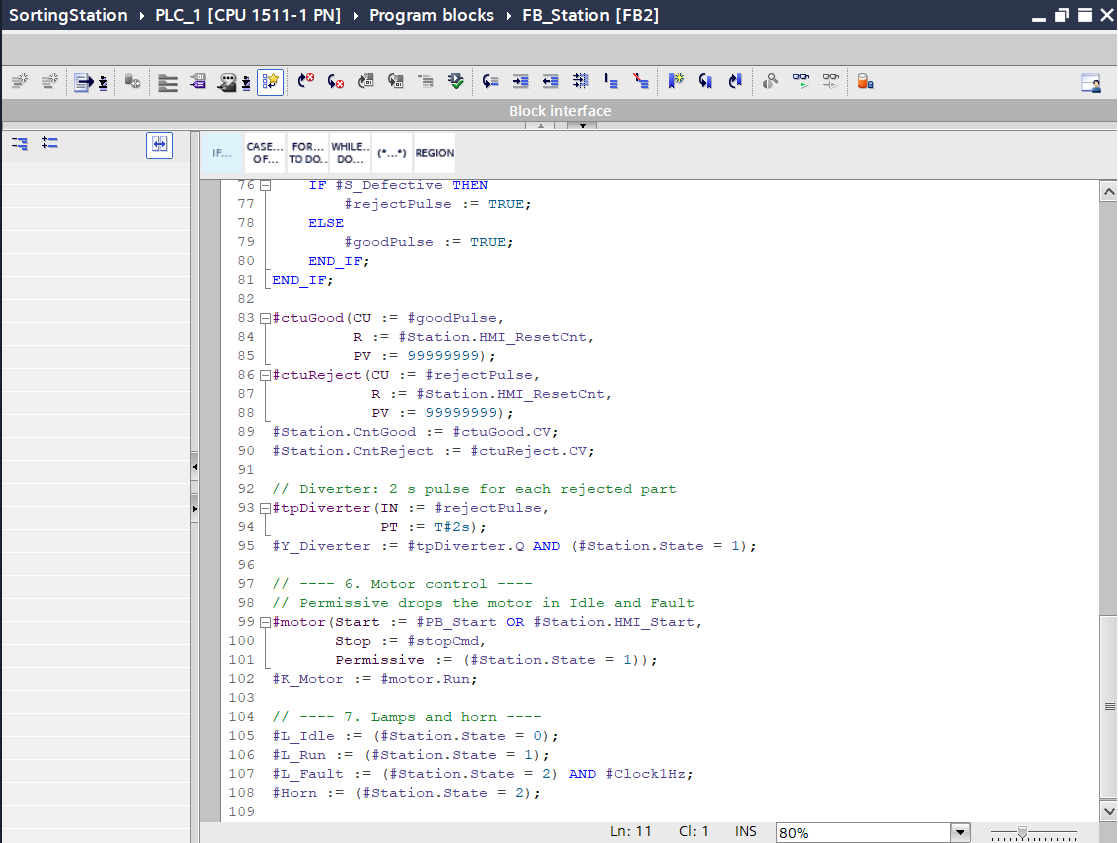 SortingStation › PLC_1 [CPU 1511-1 PN] › Program blocks › FB_Station [FB2]
Block interface
IF... CASE... OF... FOR... TO DO.. WHILE.. DO... (*...*) REGION
76 IF #S_Defective THEN
77 #rejectPulse := TRUE;
78 ELSE
79 #goodPulse := TRUE;
80 END_IF;
81 END_IF;
82
83 #ctuGood(CU := #goodPulse,
84 R := #Station.HMI_ResetCnt,
85 PV := 99999999);
86 #ctuReject(CU := #rejectPulse,
87 R := #Station.HMI_ResetCnt,
88 PV := 99999999);
89 #Station.CntGood := #ctuGood.CV;
90 #Station.CntReject := #ctuReject.CV;
91
92 // Diverter: 2 s pulse for each rejected part
93 #tpDiverter(IN := #rejectPulse,
94 PT := T#2s);
95 #Y_Diverter := #tpDiverter.Q AND (#Station.State = 1);
96
97 // ---- 6. Motor control ----
98 // Permissive drops the motor in Idle and Fault
99 #motor(Start := #PB_Start OR #Station.HMI_Start,
100 Stop := #stopCmd,
101 Permissive := (#Station.State = 1));
102 #K_Motor := #motor.Run;
103
104 // ---- 7. Lamps and horn ----
105 #L_Idle := (#Station.State = 0);
106 #L_Run := (#Station.State = 1);
107 #L_Fault := (#Station.State = 2) AND #Clock1Hz;
108 #Horn := (#Station.State = 2);
109
Ln: 11 Cl: 1 INS 80%